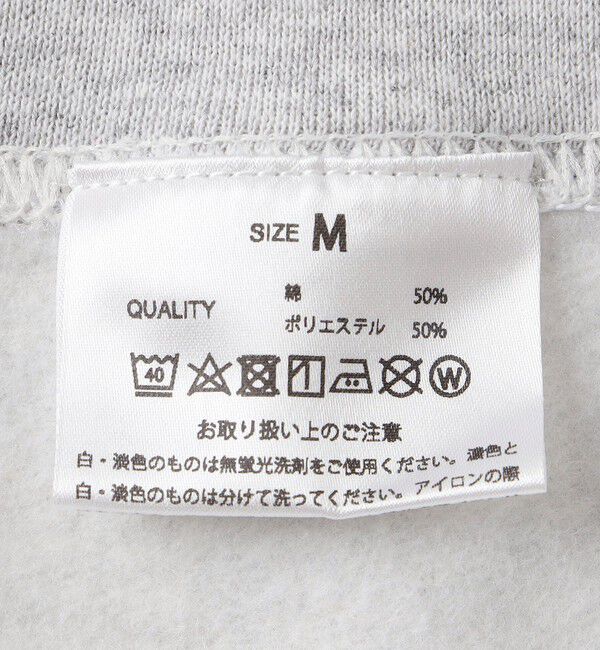 SIZE M
綿 50%
QUALITY
ポリエステル 50%
40 W
お取り扱い上のご注意
白・淡色のものは無蛍光洗剤をご使用ください。濃色と
白・淡色のものは分けて洗ってください。アイロンの際